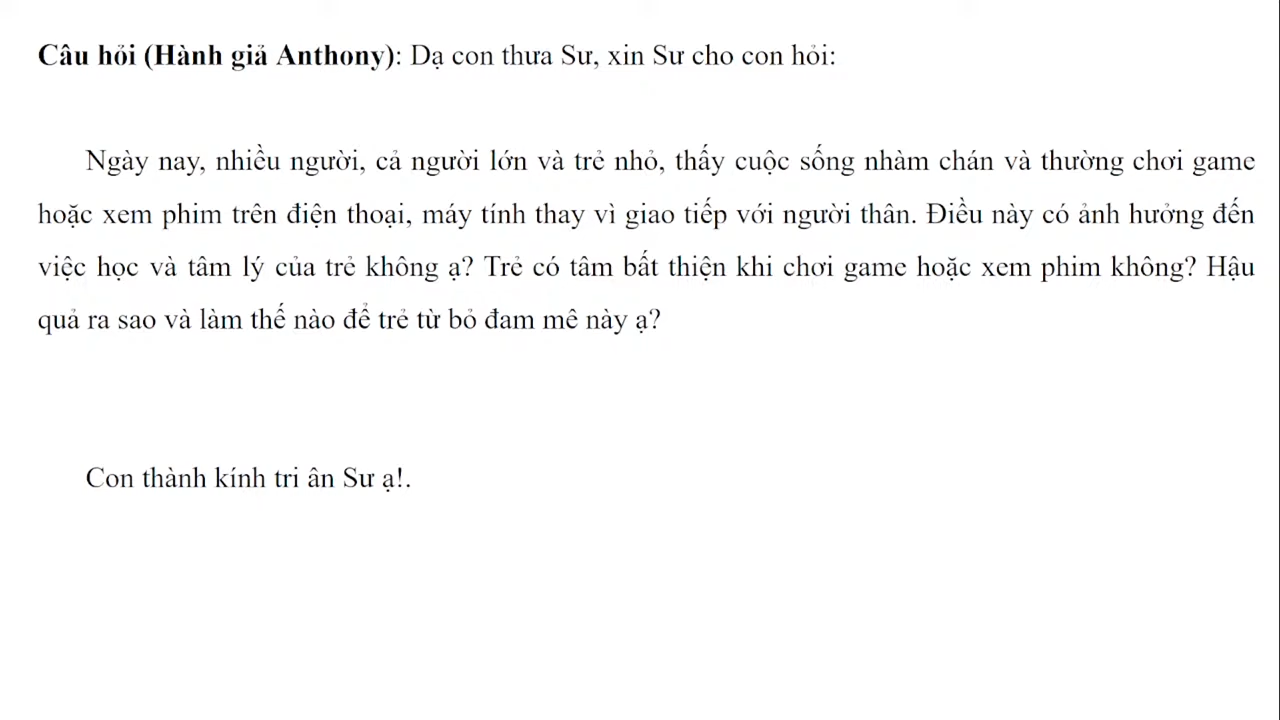 Câu hỏi (Hành giả Anthony): Dạ con thưa Sư, xin Sư cho con hỏi:
Ngày nay, nhiều người, cả người lớn và trẻ nhỏ, thấy cuộc sống nhàm chán và thường chơi game
hoặc xem phim trên điện thoại, máy tính thay vì giao tiếp với người thân. Điều này có ảnh hưởng đến
việc học và tâm lý của trẻ không ạ? Trẻ có tâm bất thiện khi chơi game hoặc xem phim không? Hậu
quả ra sao và làm thế nào để trẻ từ bỏ đam mê này ạ?
Con thành kính tri ân Sư ạ!.